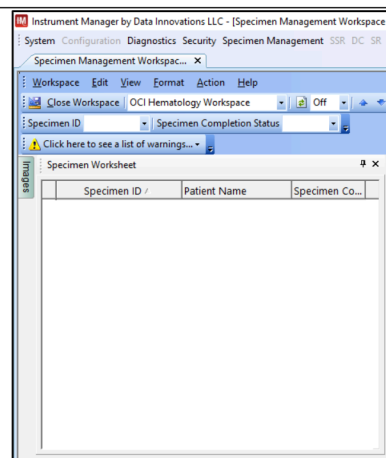 IM Instrument Manager by Data Innovations LLC - [Specimen Management Workspace
System Configuration Diagnostics Security Specimen Management SSR DC SR
Specimen Management Workspac... X
Workspace Edit View Format Action Help
Close Workspace OCI Hematology Workspace Off
Specimen ID Specimen Completion Status
Click here to see a list of warnings...
Images
Specimen Worksheet
Specimen ID Patient Name Specimen Co...